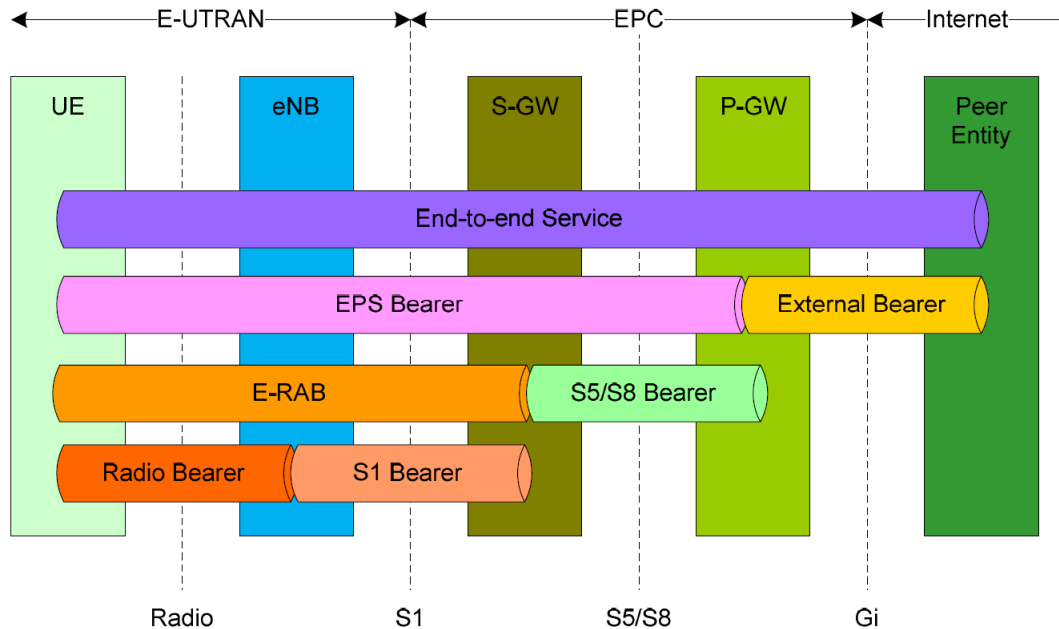 E-UTRAN
EPC
Internet
UE
eNB
S-GW
P-GW
Peer
Entity
End-to-end Service
EPS Bearer
External Bearer
E-RAB
S5/S8 Bearer
Radio Bearer
S1 Bearer
Radio
S1
S5/S8
Gi